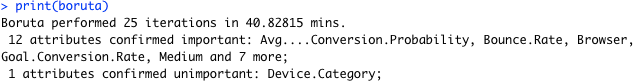 > print(boruta)
Boruta performed 25 iterations in 40.82815 mins.
 12 attributes confirmed important: Avg....Conversion.Probability, Bounce.Rate, Browser,
Goal.Conversion.Rate, Medium and 7 more;
 1 attributes confirmed unimportant: Device.Category;